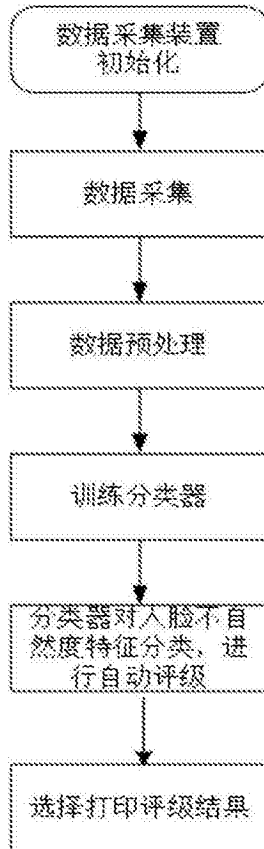 数据采集装置
初始化
数据采集
数据预处理
训练分类器
分类器对人脸不自
然度特征分类，进
行自动评级
选择打印评级结果